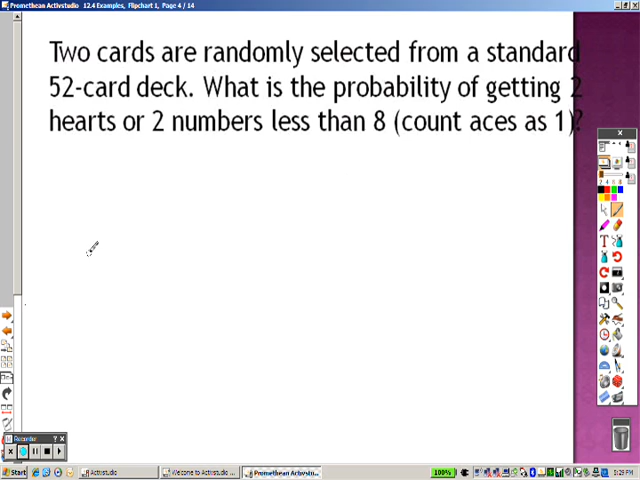 Promethean Activstudio 12.4 Examples, Flipchart 1, Page 4 / 14
Two cards are randomly selected from a standard
52-card deck. What is the probability of getting 2
hearts or 2 numbers less than 8 (count aces as 1)?
Recorder
Start
Activstudio
Welcome to Activstudio ...
Promethean Activstu...
100%
5:29 PM